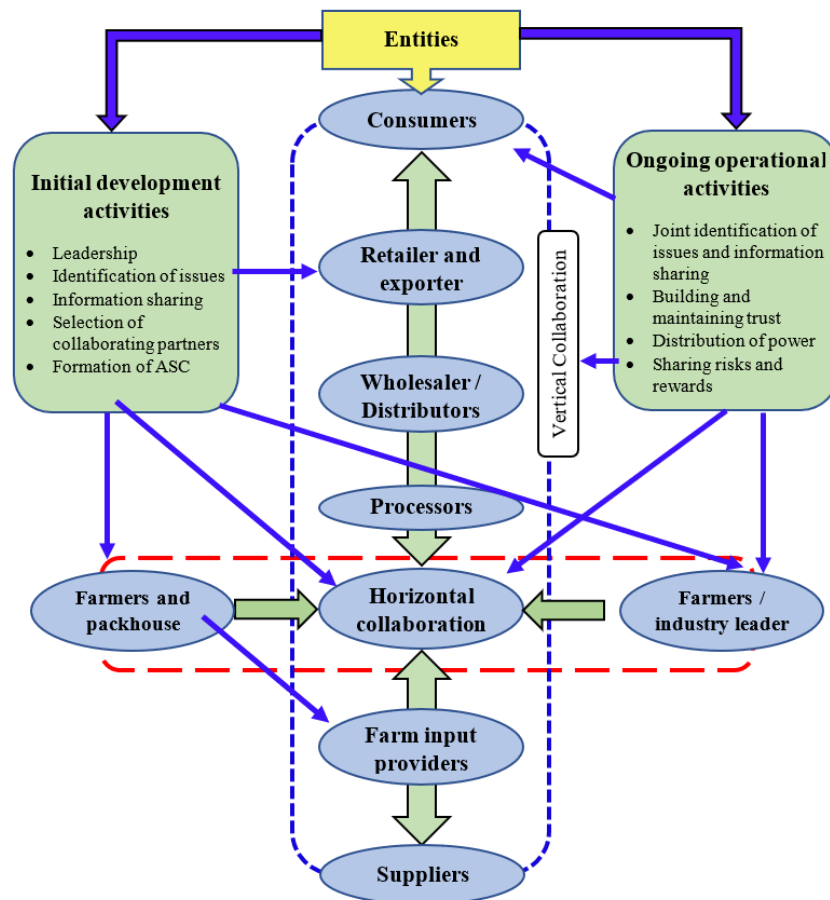 Entities
Consumers
Initial development
activities
• Leadership
• Identification of issues
• Information sharing
• Selection of
collaborating partners
• Formation of ASC
Ongoing operational
activities
• Joint identification of
issues and information
sharing
• Building and
maintaining trust
• Distribution of power
• Sharing risks and
rewards
Retailer and
exporter
Vertical Collaboration
Wholesaler /
Distributors
Processors
Farmers and
packhouse
Horizontal
collaboration
Farmers /
industry leader
Farm input
providers
Suppliers